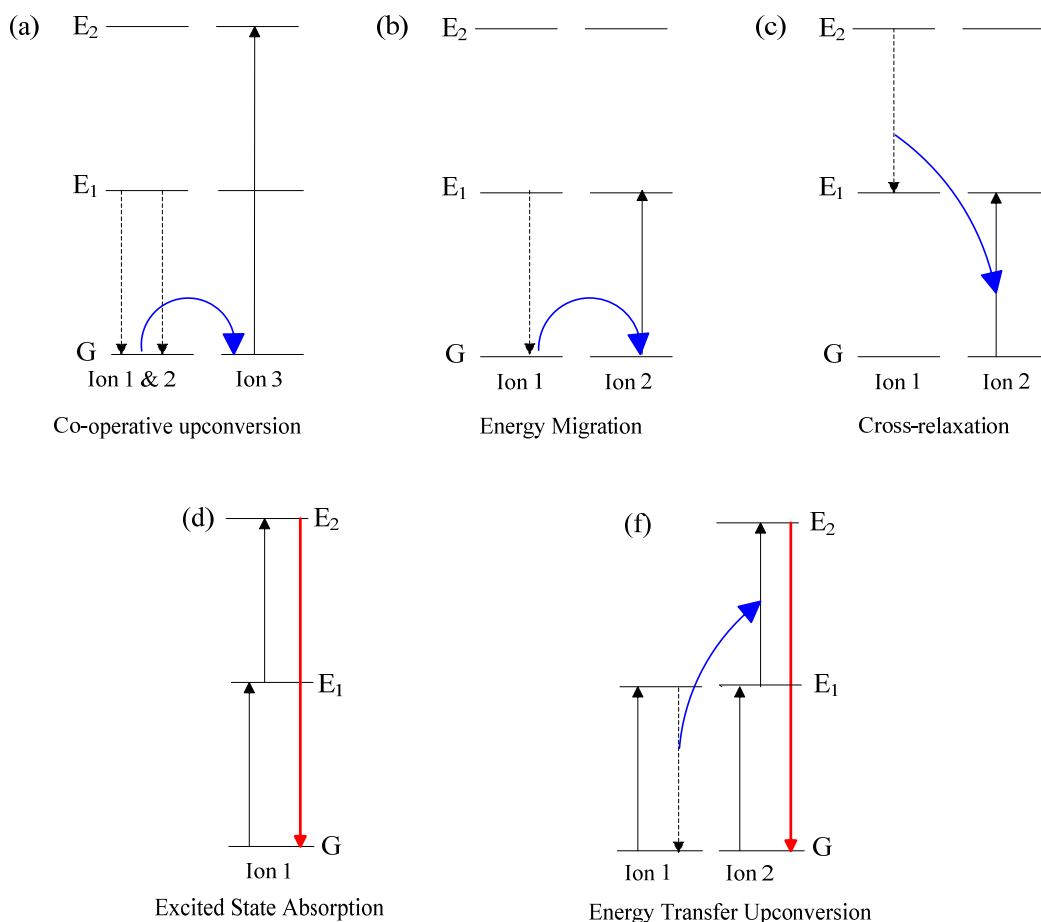 (a)
E₂
E₁
G
Ion 1 & 2
Ion 3
Co-operative upconversion
(b)
E₂
E₁
G
Ion 1
Ion 2
Energy Migration
(c)
E₂
E₁
G
Ion 1
Ion 2
Cross-relaxation
(d)
E₂
E₁
G
Ion 1
Excited State Absorption
(f)
E₂
E₁
G
Ion 1
Ion 2
Energy Transfer Upconversion